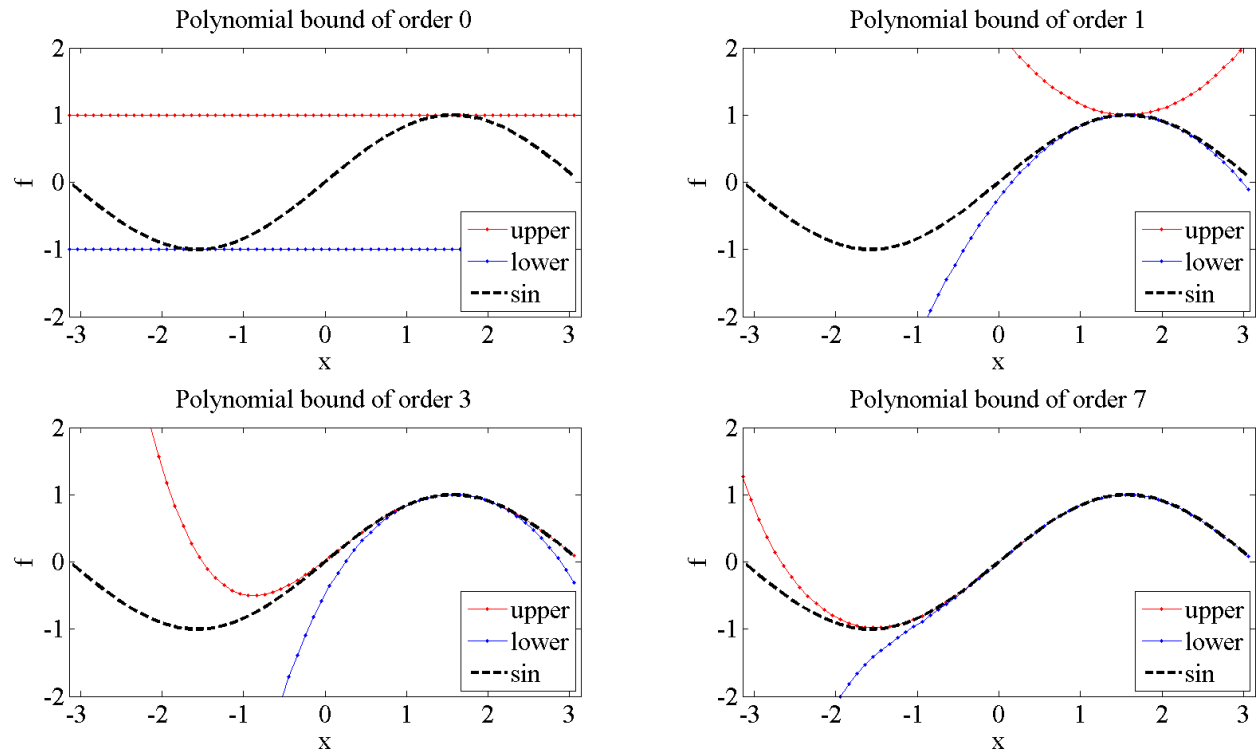 Polynomial bound of order 0
2
1
0
-1
-2
f
-3 -2 -1 0 1 2 3
x
upper
lower
sin
Polynomial bound of order 1
2
1
0
-1
-2
f
-3 -2 -1 0 1 2 3
x
upper
lower
sin
Polynomial bound of order 3
2
1
0
-1
-2
f
-3 -2 -1 0 1 2 3
x
upper
lower
sin
Polynomial bound of order 7
2
1
0
-1
-2
f
-3 -2 -1 0 1 2 3
x
upper
lower
sin